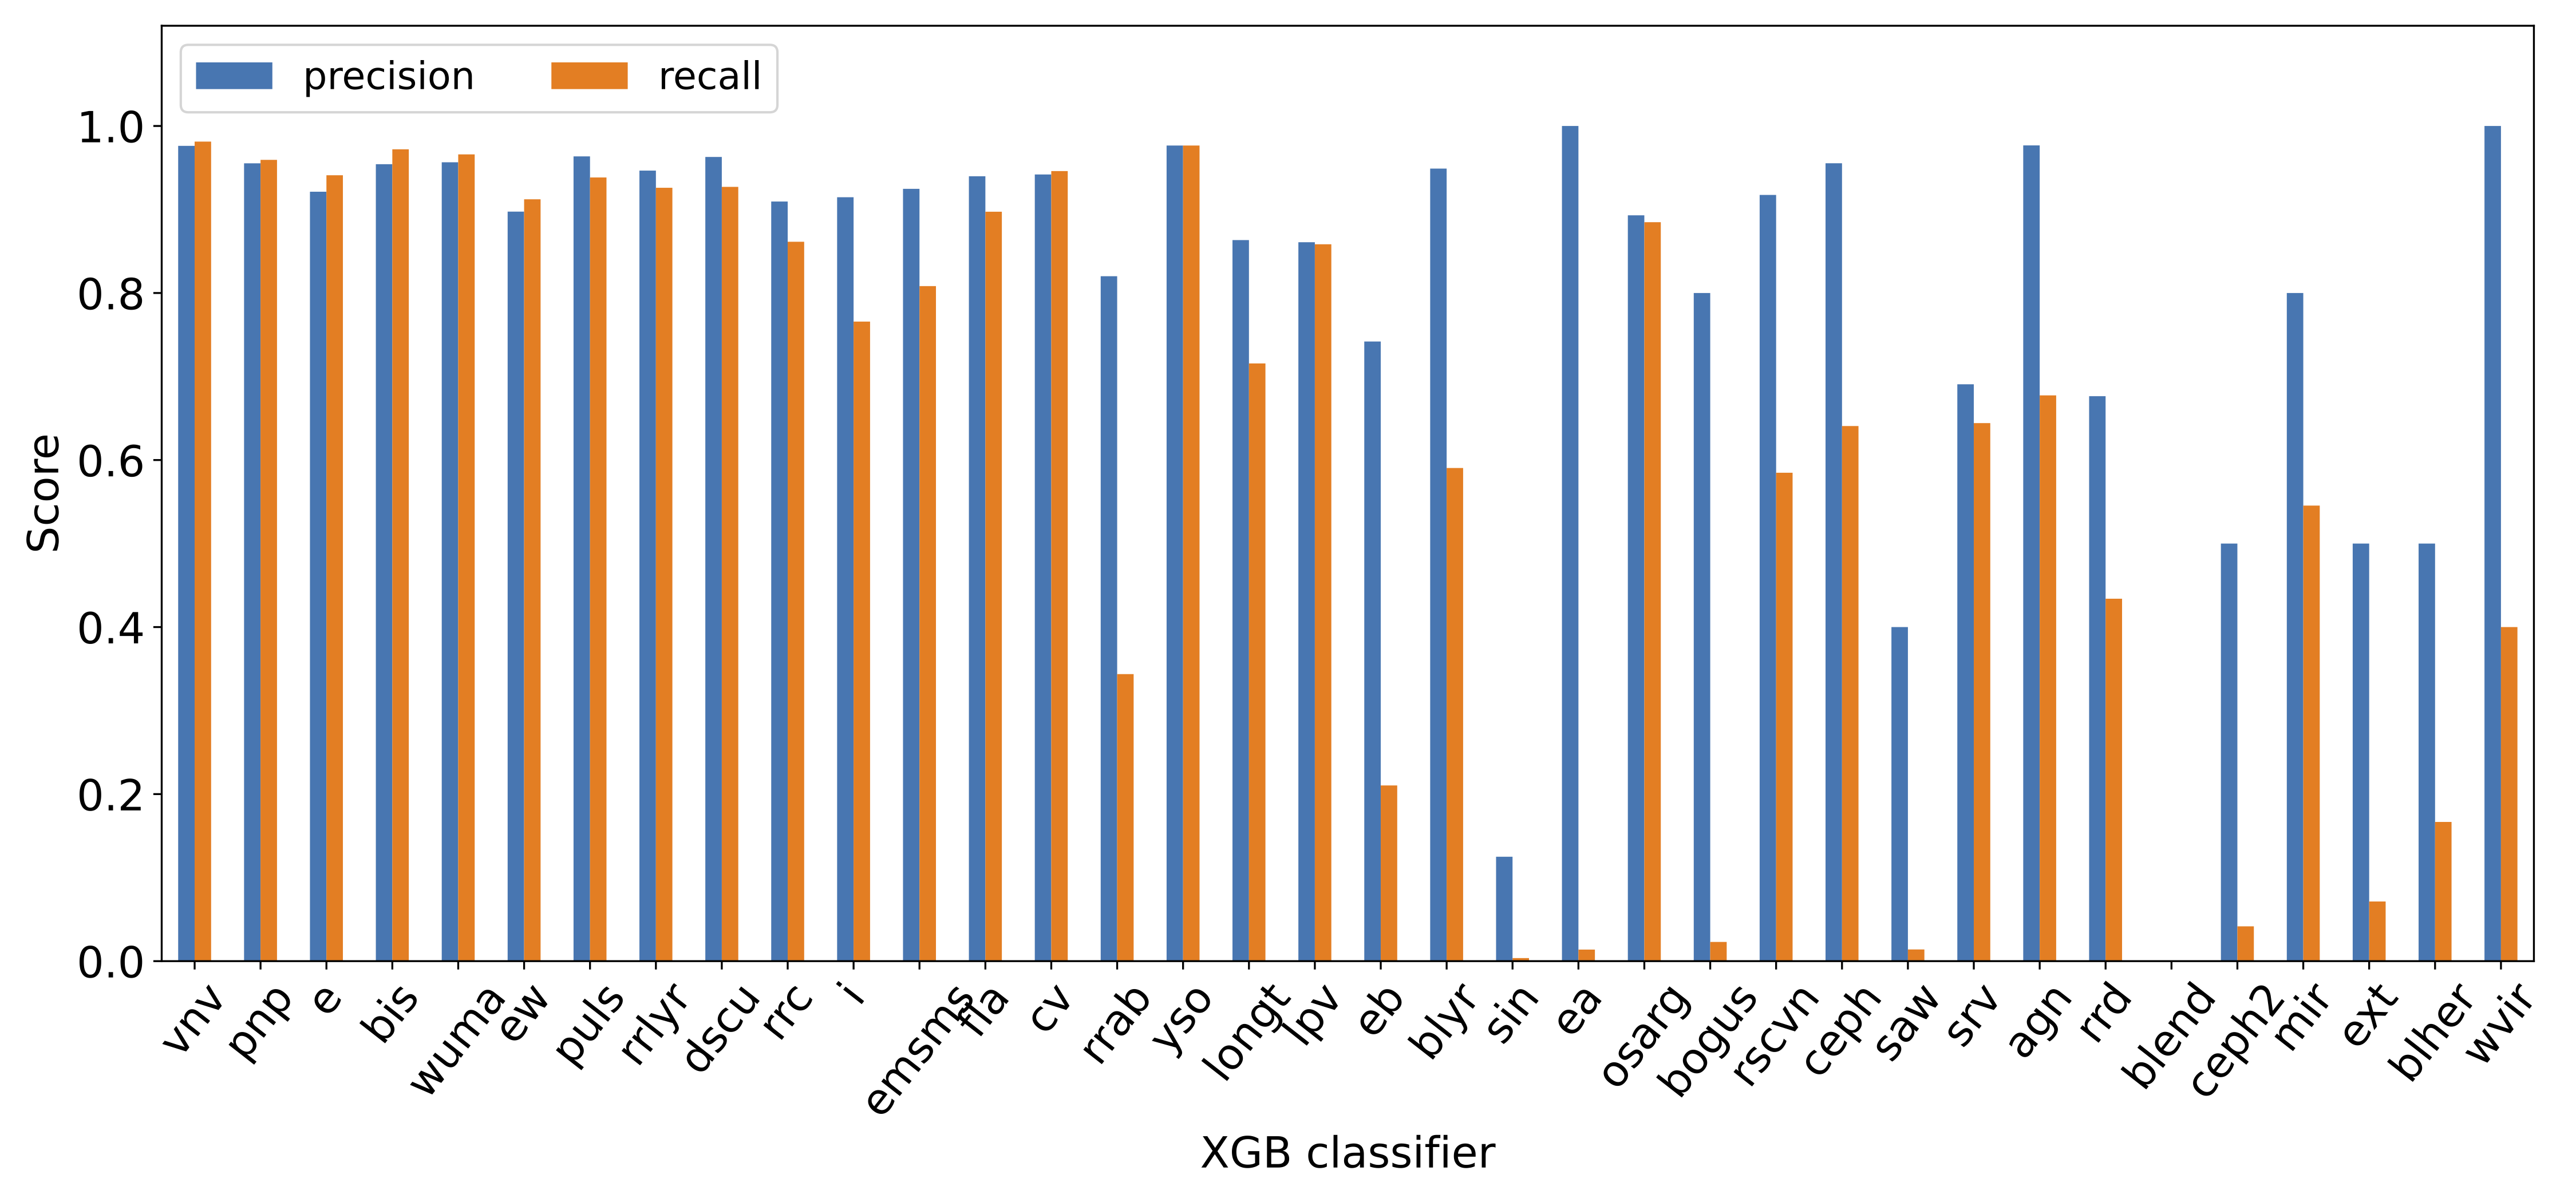 precision
recall
1.0
0.8
0.6
0.4
0.2
0.0
Score
vnv
pnp
e
bis
wuma
ew
puls
rrlyr
dscu
rrc
i
emsms
fla
cv
rrab
yso
longt
lpv
eb
blyr
sin
ea
osarg
bogus
rscvn
ceph
saw
srv
agn
rrd
blend
ceph2
mir
ext
blher
wvir
XGB classifier